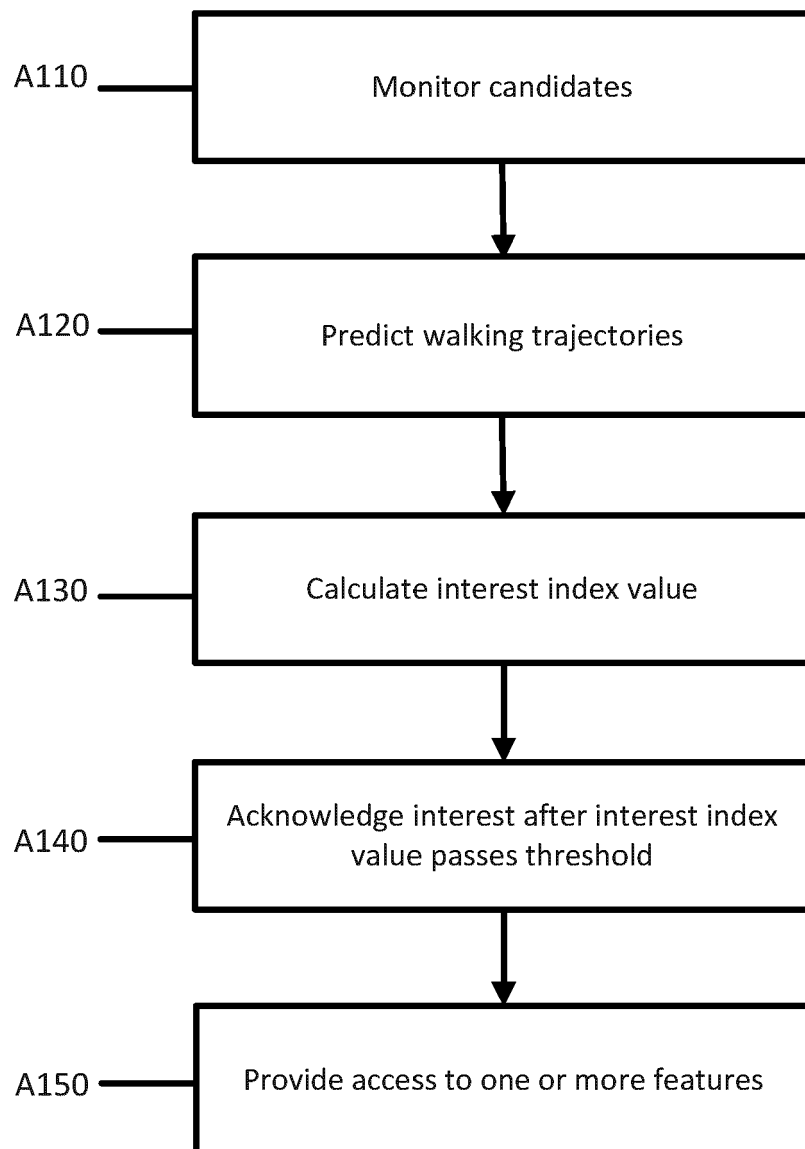 A110
Monitor candidates
A120
Predict walking trajectories
A130
Calculate interest index value
A140
Acknowledge interest after interest index
value passes threshold
A150
Provide access to one or more features